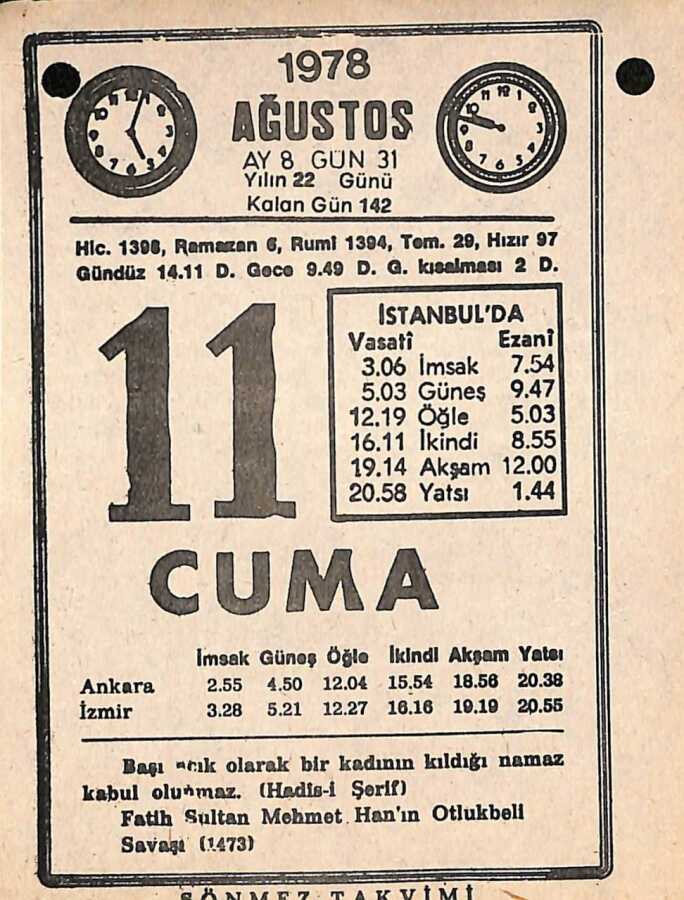 1978
AĞUSTOS
AY 8 GÜN 31
Yılın 22 Günü
Kalan Gün 142
Hic. 1398, Ramazan 6, Rumi 1394, Tem. 29, Hızır 97
Gündüz 14.11 D. Gece 9.49 D. G. kısalması 2 D.
11
İSTANBUL'DA
Vasatî Ezanî
3.06 İmsak 7.54
5.03 Güneş 9.47
12.19 Öğle 5.03
16.11 İkindi 8.55
19.14 Akşam 12.00
20.58 Yatsı 1.44
CUMA
İmsak Güneş Öğle İkindi Akşam Yatsı
Ankara 2.55 4.50 12.04 15.54 18.56 20.38
İzmir 3.28 5.21 12.27 16.16 19.19 20.55
Başı açık olarak bir kadının kıldığı namaz
kabul olunmaz. (Hadis-i Şerif)
Fatih Sultan Mehmet Han'ın Otlukbeli
Savaşı (1473)
SÖNMEZ TAKVİMİ